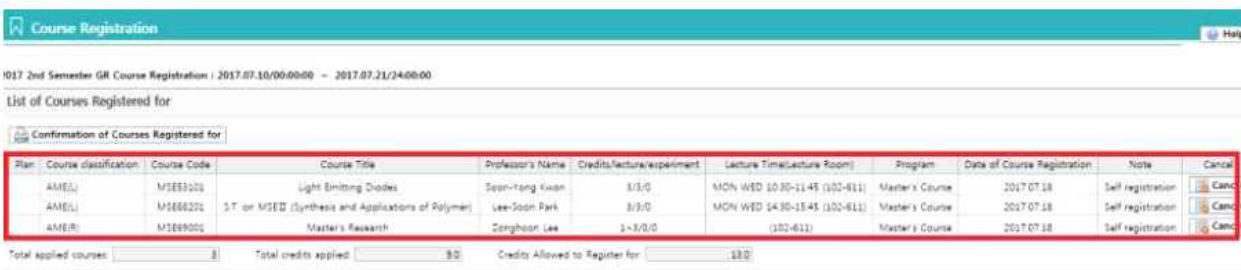 Course Registration
Help
2017 2nd Semester GR Course Registration : 2017.07.10/00:00:00 ~ 2017.07.21/24:00:00
List of Courses Registered for
Confirmation of Courses Registered for
Plan Course classification Course Code Course Title Professor's Name Credits/lecture/experiment Lecture Time(Lecture Room) Program Date of Course Registration Note Cancel
AME(L) MSE53101 Light Emitting Diodes Soon-Yong Kwon 3/3/0 MON WED 10:30-11:45 (102-611) Master's Course 2017.07.18 Self registration Canc
AME(L) MSE66201 S.T. on MSEⅡ (Synthesis and Applications of Polymer) Lee-Soon Park 3/3/0 MON WED 14:30-15:45 (102-611) Master's Course 2017.07.18 Self registration Canc
AME(R) MSE69001 Master's Research Zonghoon Lee 1~3/0/0 (102-611) Master's Course 2017.07.18 Self registration Canc
Total applied courses 3 Total credits applied 9.0 Credits Allowed to Register for 13.0